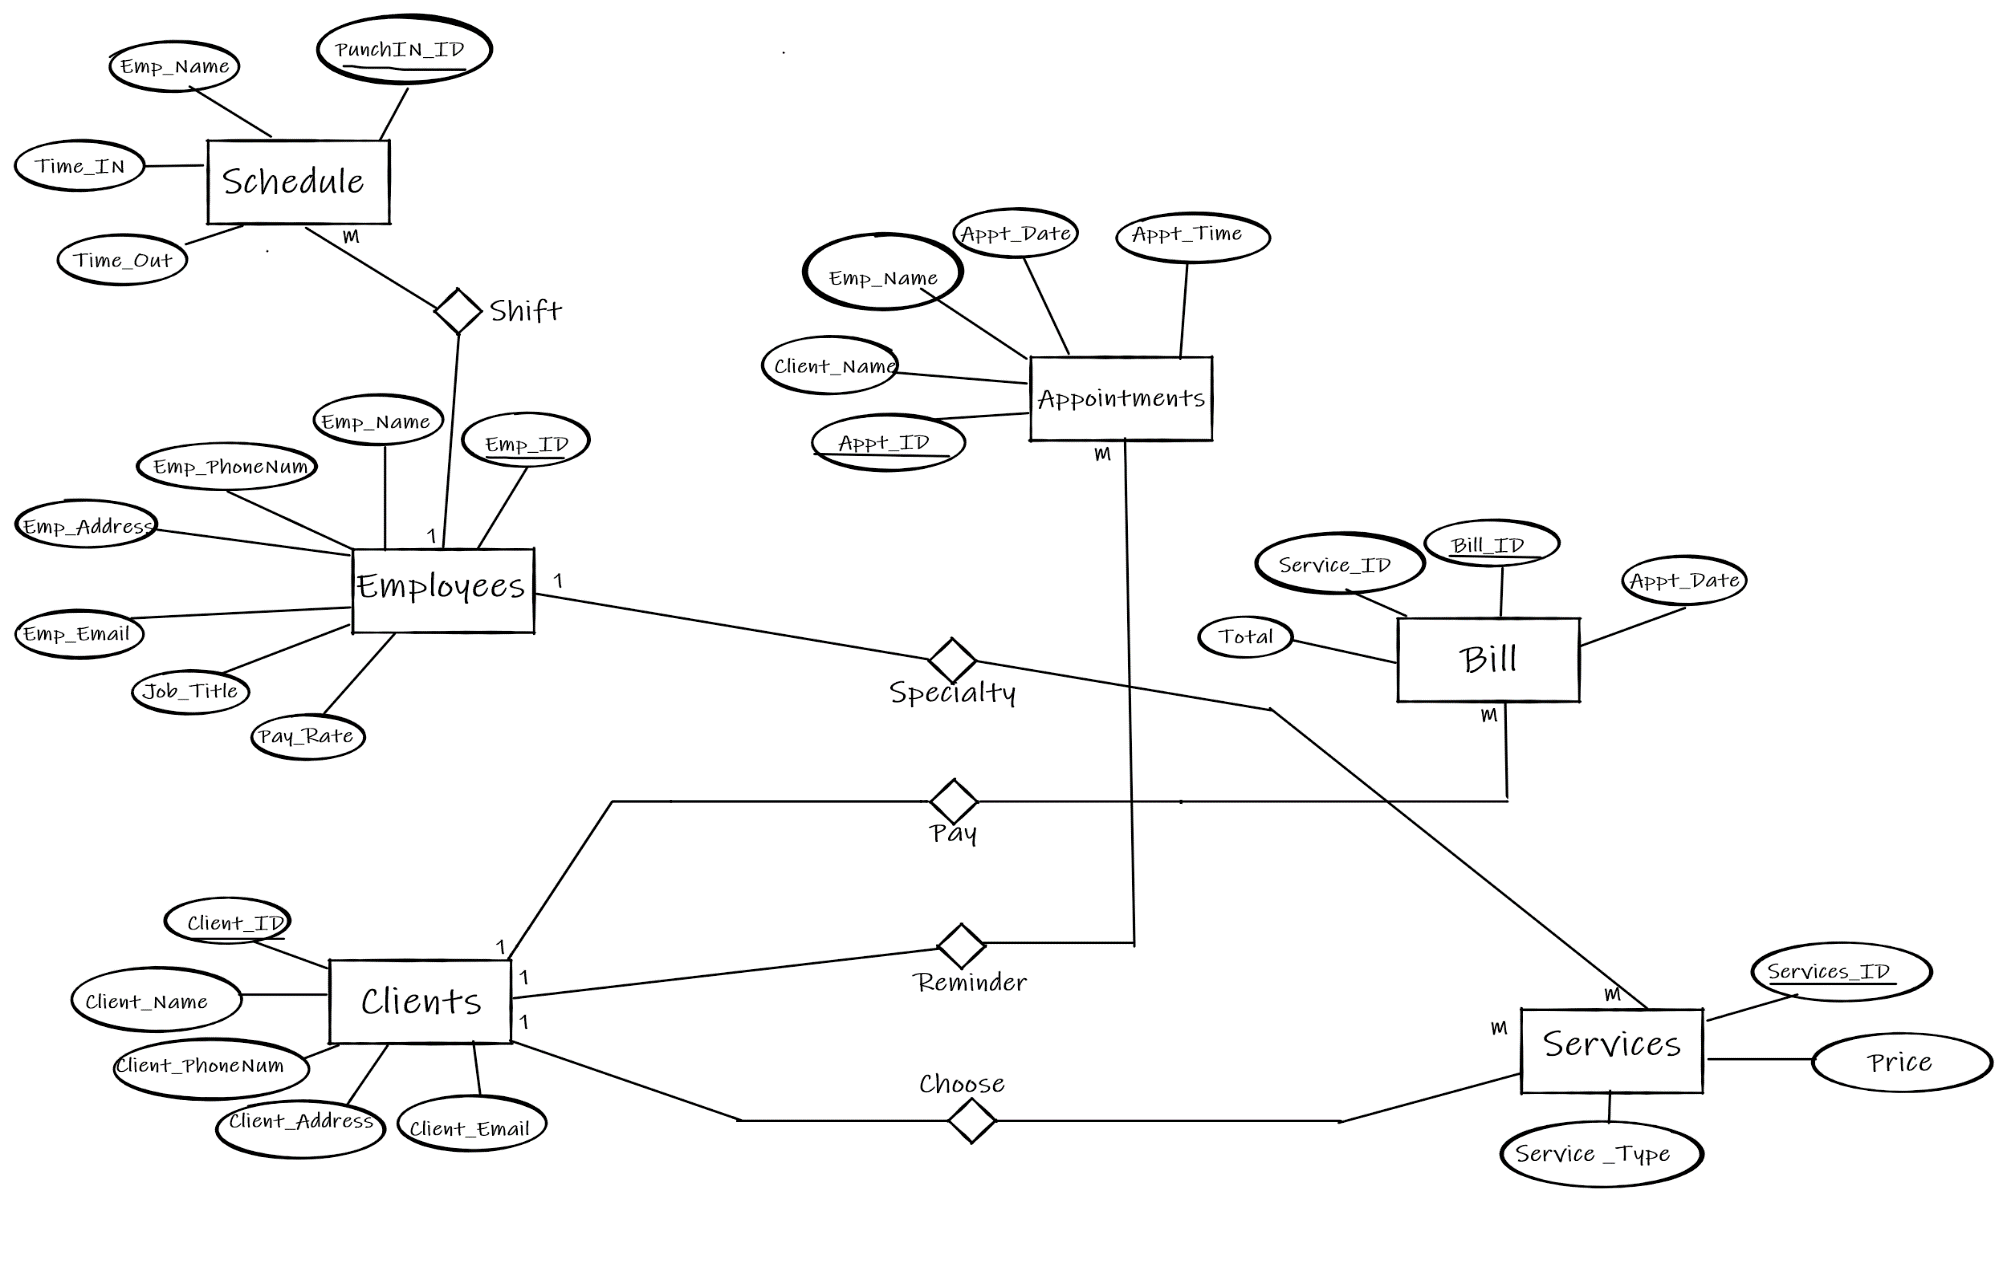 PunchIN_ID
Emp_Name
Time_IN
Schedule
Time_Out
m
Shift
Appt_Date
Appt_Time
Emp_Name
Client_Name
Appointments
Appt_ID
m
Emp_Name
Emp_ID
Emp_PhoneNum
Emp_Address
1
Employees
1
Emp_Email
Job_Title
Pay_Rate
Bill_ID
Service_ID
Appt_Date
Total
Bill
m
Specialty
Pay
Client_ID
1
1
Client_Name
Clients
1
Reminder
Client_PhoneNum
Client_Address
Client_Email
Choose
m
m
Services_ID
Services
Price
Service _Type